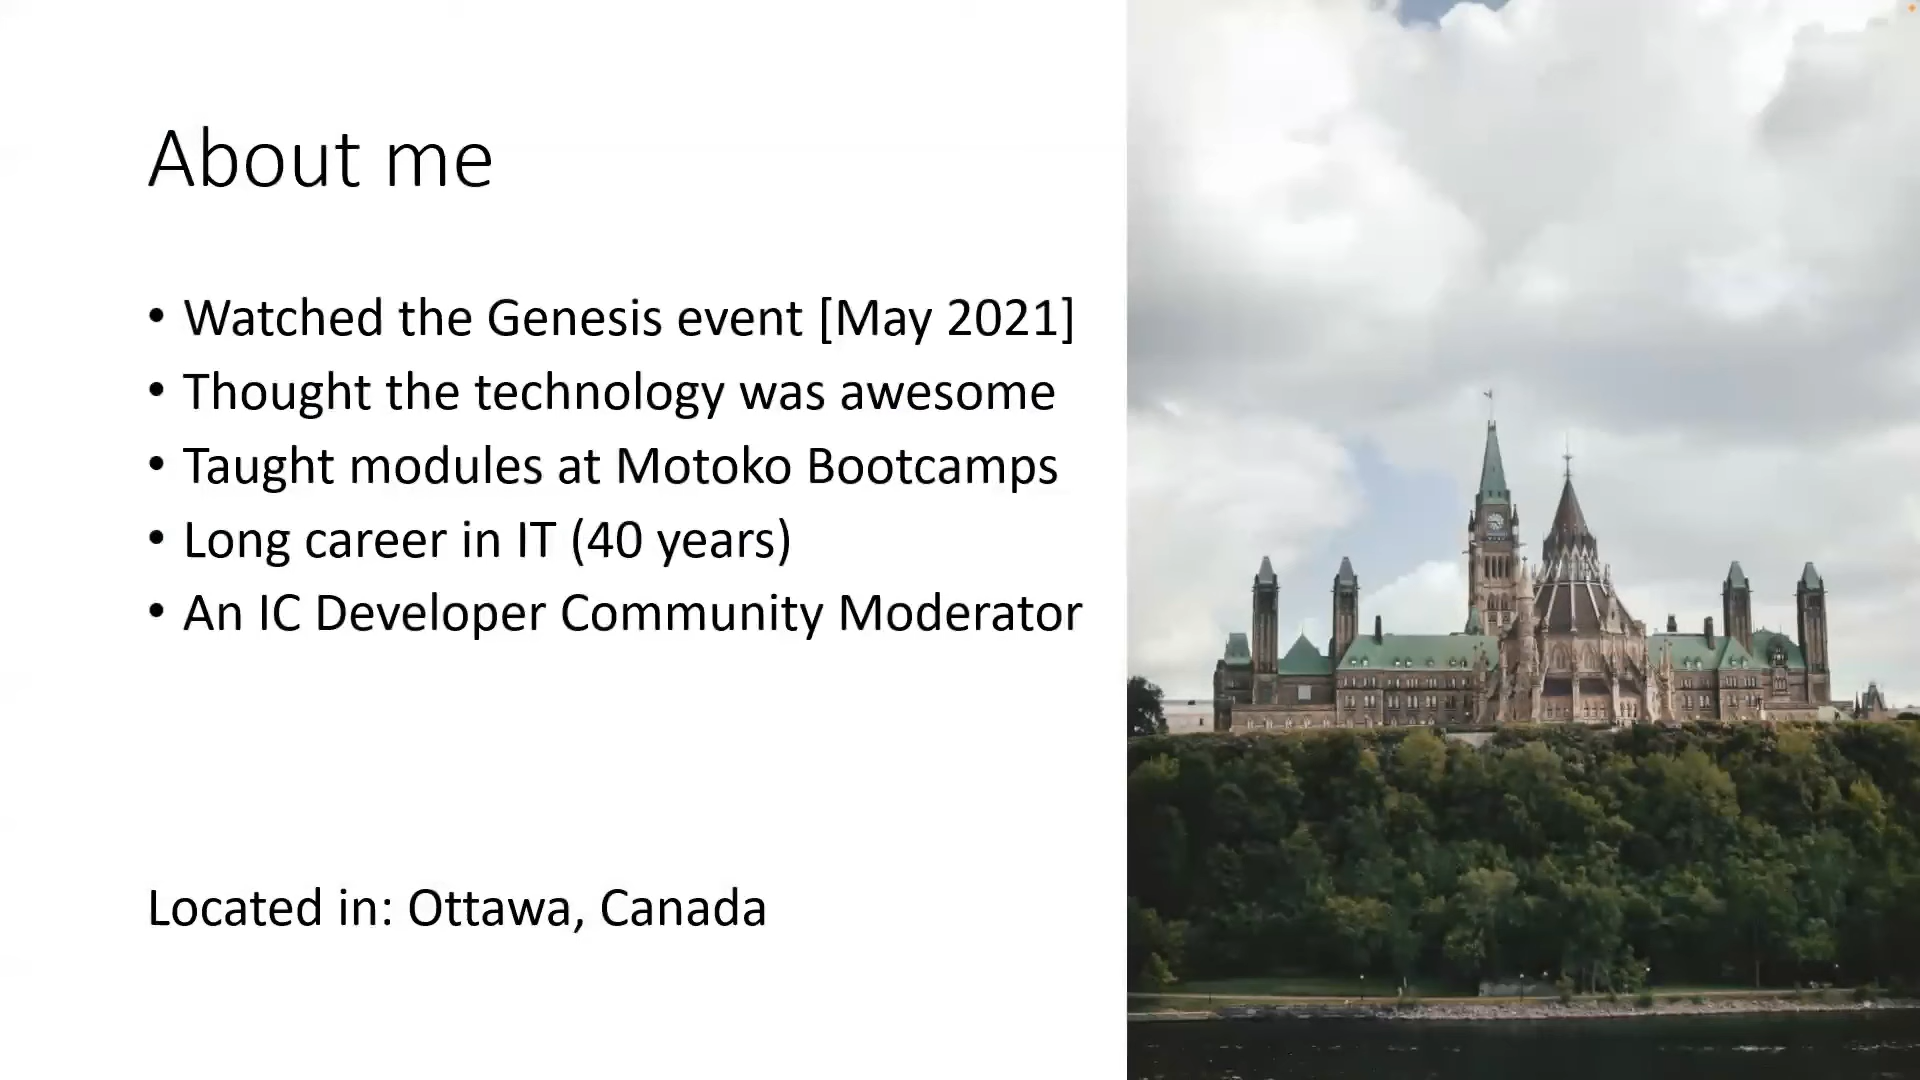 About me
• Watched the Genesis event [May 2021]
• Thought the technology was awesome
• Taught modules at Motoko Bootcamps
• Long career in IT (40 years)
• An IC Developer Community Moderator
Located in: Ottawa, Canada